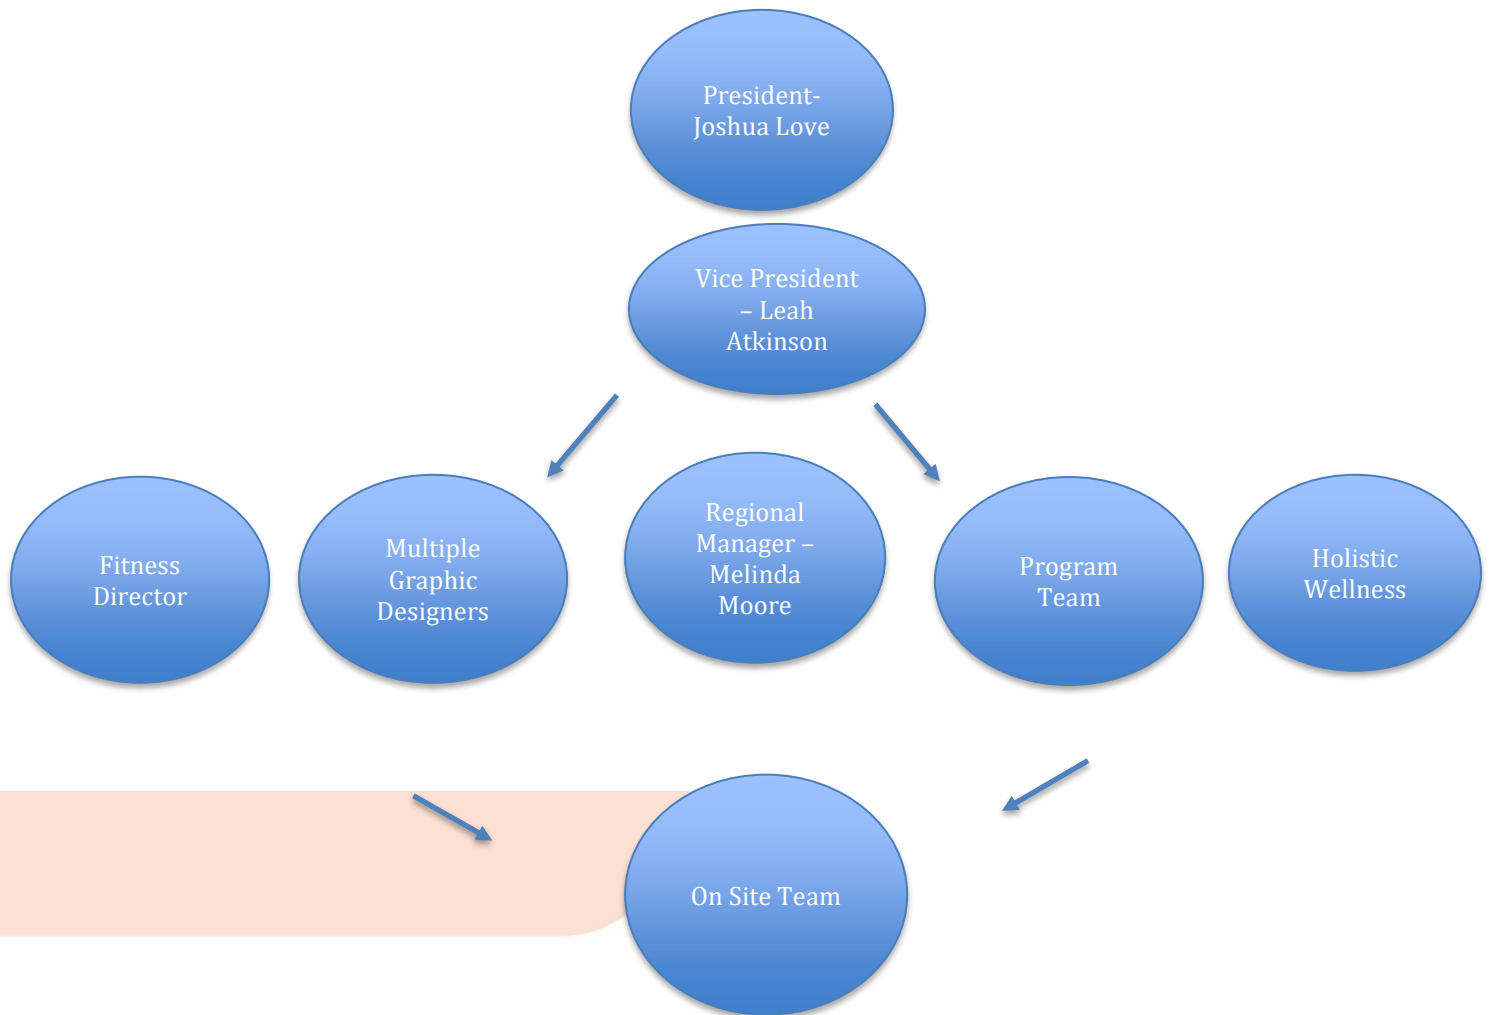 President-
Joshua Love
Vice President
– Leah
Atkinson
Fitness
Director
Multiple
Graphic
Designers
Regional
Manager –
Melinda
Moore
Program
Team
Holistic
Wellness
On Site Team